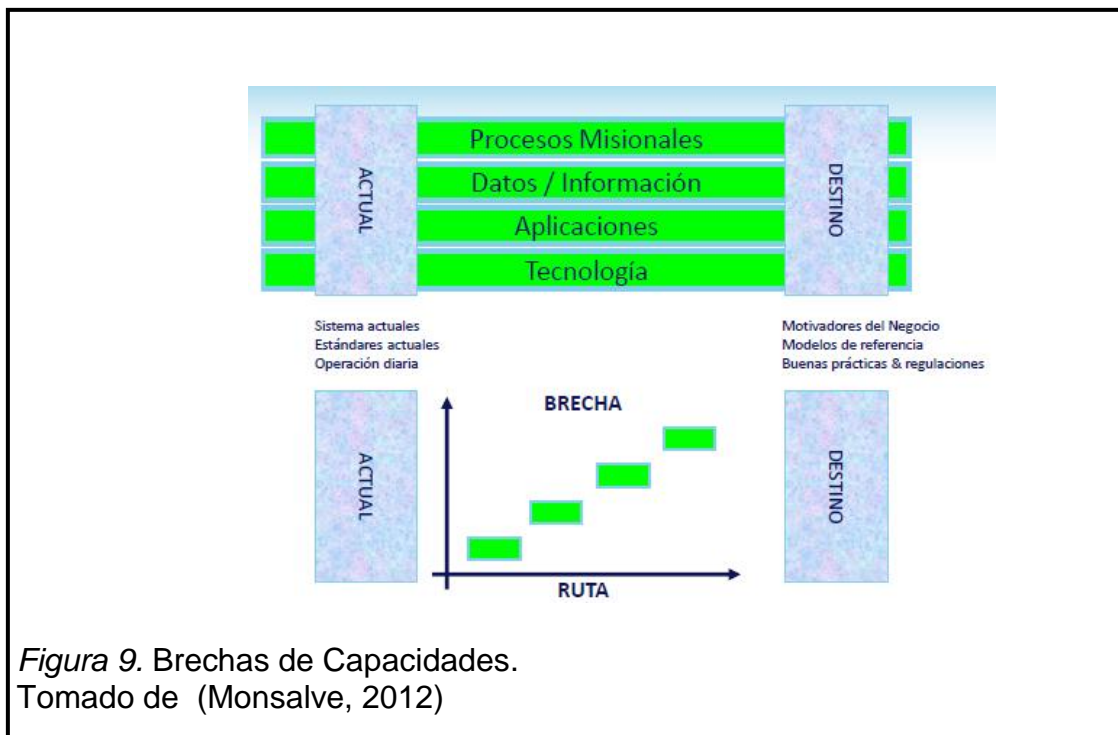 Procesos Misionales
Datos / Información
Aplicaciones
Tecnología
ACTUAL
DESTINO
Sistema actuales
Estándares actuales
Operación diaria
Motivadores del Negocio
Modelos de referencia
Buenas prácticas & regulaciones
ACTUAL
BRECHA
RUTA
DESTINO
Figura 9. Brechas de Capacidades.
Tomado de (Monsalve, 2012)